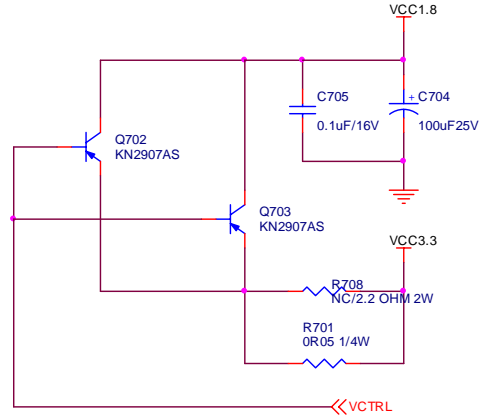 VCC1.8
C705
0.1uF/16V
+ C704
100uF25V
Q702
KN2907AS
Q703
KN2907AS
VCC3.3
R708
NC/2.2 OHM 2W
R701
0R05 1/4W
VCTRL